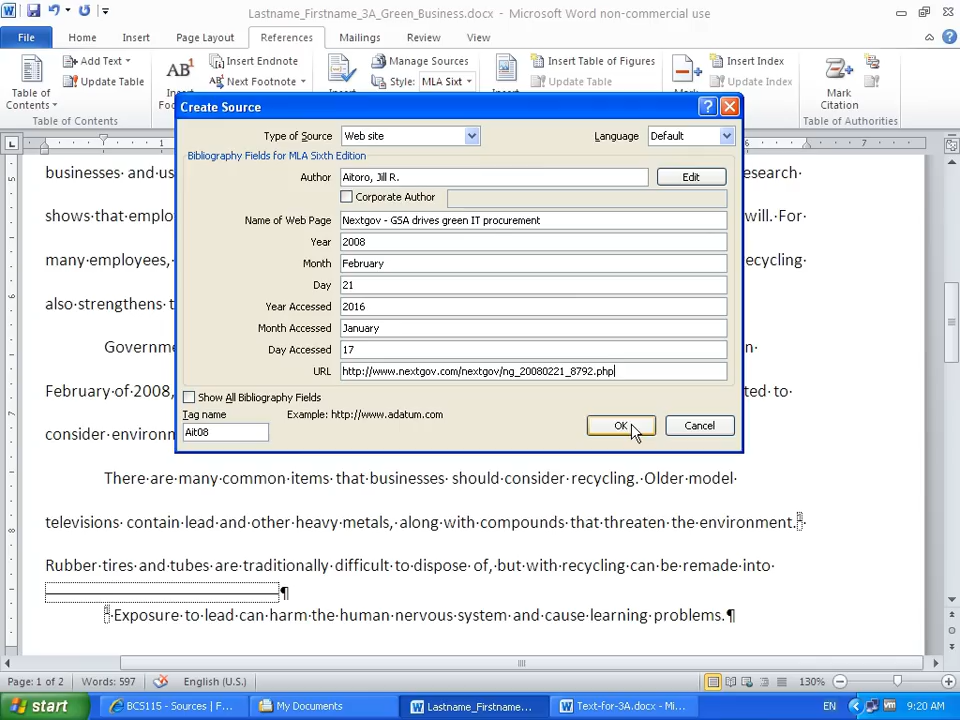 Lastname_Firstname_3A_Green_Business.docx - Microsoft Word non-commercial use
File Home Insert Page Layout References Mailings Review View
Add Text Insert Endnote Manage Sources Insert Table of Figures Insert Index
Update Table Next Footnote Style: MLA Sixt Update Table Update Index
Table of Contents AB1 Mark Citation
Table of Contents Table of Authorities
Create Source
Type of Source Web site Language Default
Bibliography Fields for MLA Sixth Edition
Author Aitoro, Jill R. Edit
Corporate Author
Name of Web Page Nextgov - GSA drives green IT procurement
Year 2008
Month February
Day 21
Year Accessed 2016
Month Accessed January
Day Accessed 17
URL http://www.nextgov.com/nextgov/ng_20080221_8792.php
Show All Bibliography Fields
Tag name Example: http://www.adatum.com
Ait08 OK Cancel
businesses·and·us search·
shows·that·emplo will.·For·
many·employees,· ecycling·
also·strengthens·t
Governme n·
February·of·2008, ed·to·
consider·environm
There·are·many·common·items·that·businesses·should·consider·recycling.·Older·model·
televisions·contain·lead·and·other·heavy·metals,·along·with·compounds·that·threaten·the·environment.1·
Rubber·tires·and·tubes·are·traditionally·difficult·to·dispose·of,·but·with·recycling·can·be·remade·into·
¶
1·Exposure·to·lead·can·harm·the·human·nervous·system·and·cause·learning·problems.¶
Page: 1 of 2 Words: 597 English (U.S.) 130%
start BCS115 - Sources | F... My Documents Lastname_Firstname... Text-for-3A.docx - Mi... EN 9:20 AM